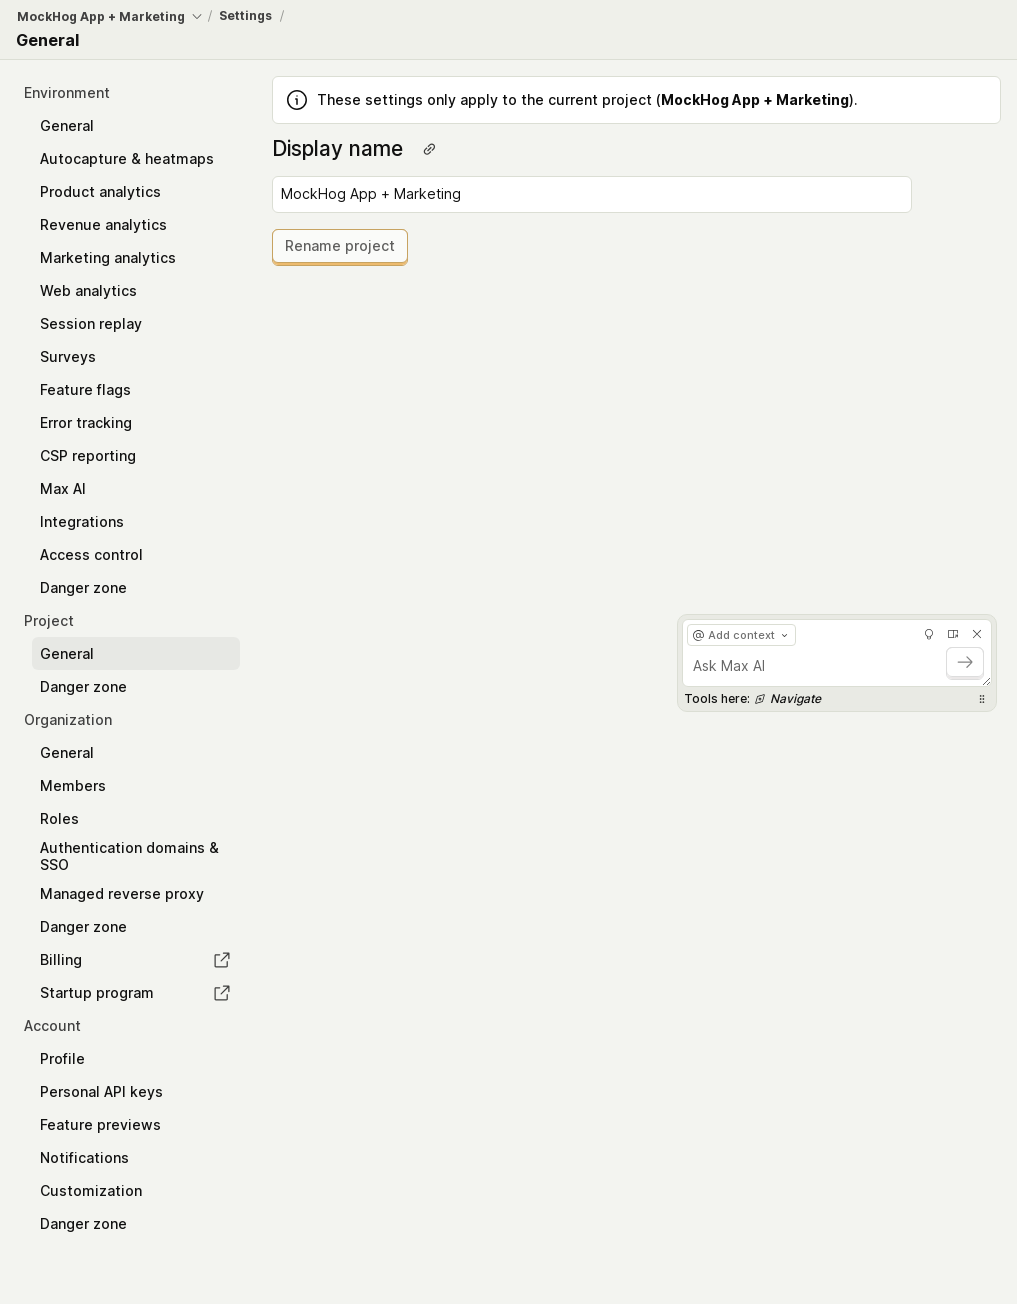 MockHog App + Marketing / Settings /
General
Environment
General
Autocapture & heatmaps
Product analytics
Revenue analytics
Marketing analytics
Web analytics
Session replay
Surveys
Feature flags
Error tracking
CSP reporting
Max AI
Integrations
Access control
Danger zone
Project
General
Danger zone
Organization
General
Members
Roles
Authentication domains &
SSO
Managed reverse proxy
Danger zone
Billing
Startup program
Account
Profile
Personal API keys
Feature previews
Notifications
Customization
Danger zone
These settings only apply to the current project (MockHog App + Marketing).
Display name
MockHog App + Marketing
Rename project
@ Add context
Ask Max AI
Tools here: Navigate